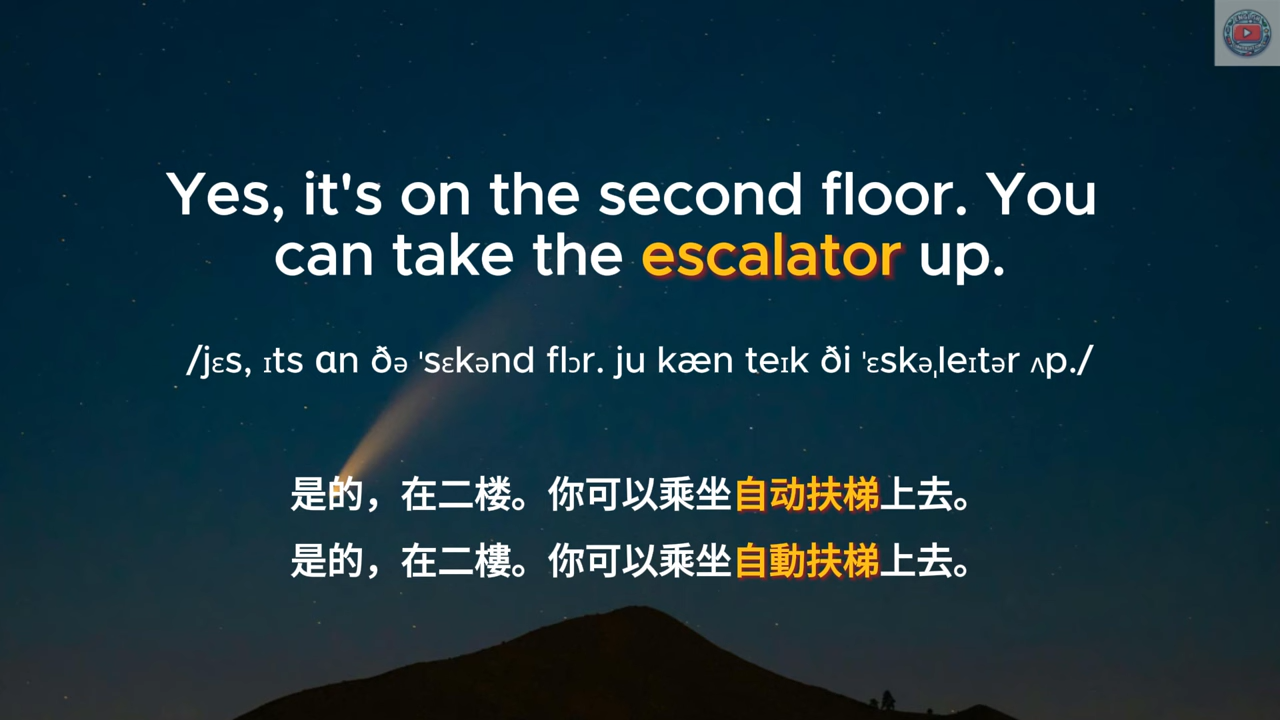 Yes, it's on the second floor. You
can take the escalator up.
/jɛs, ɪts ɑn ðə ˈsɛkənd flɔr. ju kæn teɪk ði ˈɛskəˌleɪtər ʌp./
是的，在二楼。你可以乘坐自动扶梯上去。
是的，在二樓。你可以乘坐自動扶梯上去。